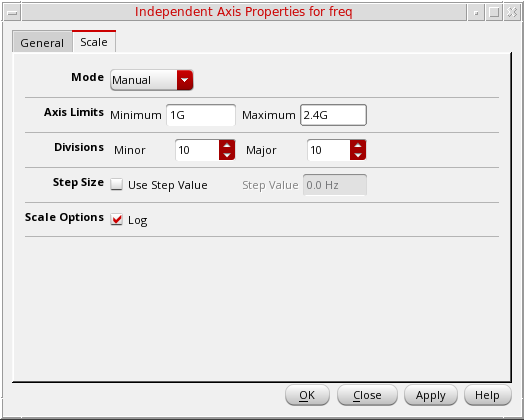 Independent Axis Properties for freq
General Scale
Mode Manual
Axis Limits Minimum 1G Maximum 2.4G
Divisions Minor 10 Major 10
Step Size Use Step Value Step Value 0.0 Hz
Scale Options Log
OK Close Apply Help